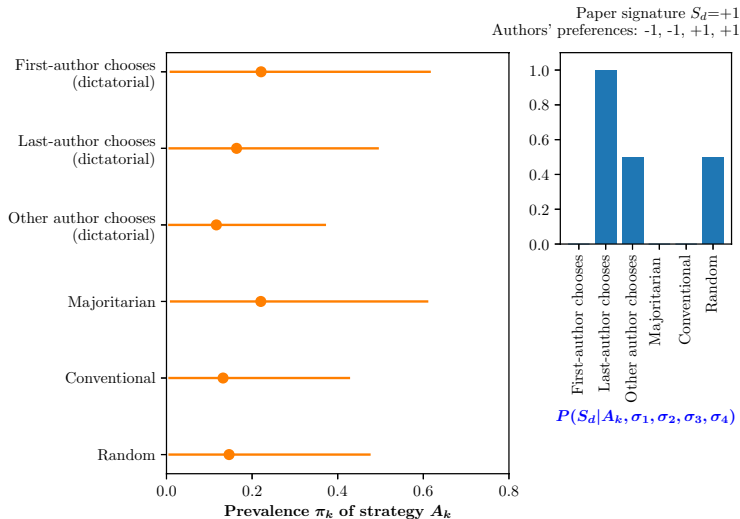 Paper signature S_d=+1
Authors' preferences: -1, -1, +1, +1
First-author chooses
(dictatorial)
Last-author chooses
(dictatorial)
Other author chooses
(dictatorial)
Majoritarian
Conventional
Random
0.0 0.2 0.4 0.6 0.8
Prevalence π_k of strategy A_k
1.0
0.8
0.6
0.4
0.2
0.0
First-author chooses
Last-author chooses
Other author chooses
Majoritarian
Conventional
Random
P(S_d|A_k, σ_1, σ_2, σ_3, σ_4)